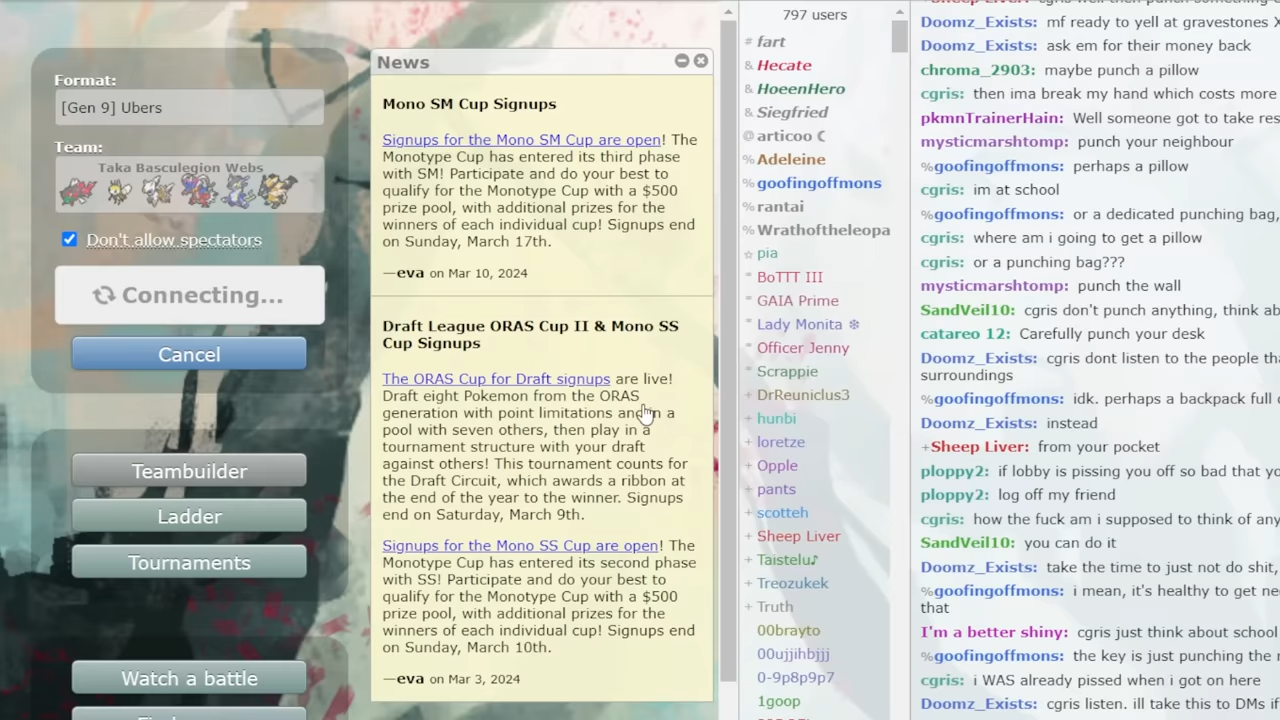 Format:
[Gen 9] Ubers
Team:
Taka Basculegion Webs
Don't allow spectators
Connecting...
Cancel
Teambuilder
Ladder
Tournaments
Watch a battle
News
Mono SM Cup Signups
Signups for the Mono SM Cup are open! The
Monotype Cup has entered its third phase
with SM! Participate and do your best to
qualify for the Monotype Cup with a $500
prize pool, with additional prizes for the
winners of each individual cup! Signups end
on Sunday, March 17th.
—eva on Mar 10, 2024
Draft League ORAS Cup II & Mono SS
Cup Signups
The ORAS Cup for Draft signups are live!
Draft eight Pokemon from the ORAS
generation with point limitations and in a
pool with seven others, then play in a
tournament structure with your draft
against others! This tournament counts for
the Draft Circuit, which awards a ribbon at
the end of the year to the winner. Signups
end on Saturday, March 9th.
Signups for the Mono SS Cup are open! The
Monotype Cup has entered its second phase
with SS! Participate and do your best to
qualify for the Monotype Cup with a $500
prize pool, with additional prizes for the
winners of each individual cup! Signups end
on Sunday, March 10th.
—eva on Mar 3, 2024
797 users
# fart
& Hecate
& HoeenHero
& Siegfried
@ articoo ☾
% Adeleine
% goofingoffmons
% rantai
% Wrathoftheleopa
☆ pia
* BoTTT III
* GAIA Prime
* Lady Monita ❄
* Officer Jenny
* Scrappie
+ DrReuniclus3
+ hunbi
+ loretze
+ Opple
+ pants
+ scotteh
+ Sheep Liver
+ Taistelu♪
+ Treozukek
+ Truth
00brayto
00ujjihbjjj
0-9p8p9p7
1goop
Doomz_Exists: mf ready to yell at gravestones X
Doomz_Exists: ask em for their money back
chroma_2903: maybe punch a pillow
cgris: then ima break my hand which costs more
pkmnTrainerHain: Well someone got to take res
mysticmarshtomp: punch your neighbour
%goofingoffmons: perhaps a pillow
cgris: im at school
%goofingoffmons: or a dedicated punching bag,
cgris: where am i going to get a pillow
cgris: or a punching bag???
mysticmarshtomp: punch the wall
SandVeil10: cgris don't punch anything, think ab
catareo 12: Carefully punch your desk
Doomz_Exists: cgris dont listen to the people tha
surroundings
%goofingoffmons: idk. perhaps a backpack full o
Doomz_Exists: instead
+Sheep Liver: from your pocket
ploppy2: if lobby is pissing you off so bad that yo
ploppy2: log off my friend
cgris: how the fuck am i supposed to think of any
SandVeil10: you can do it
Doomz_Exists: take the time to just not do shit,
%goofingoffmons: i mean, it's healthy to get ne
that
I'm a better shiny: cgris just think about school
%goofingoffmons: the key is just punching the r
cgris: i WAS already pissed when i got on here
Doomz_Exists: cgris listen. ill take this to DMs if